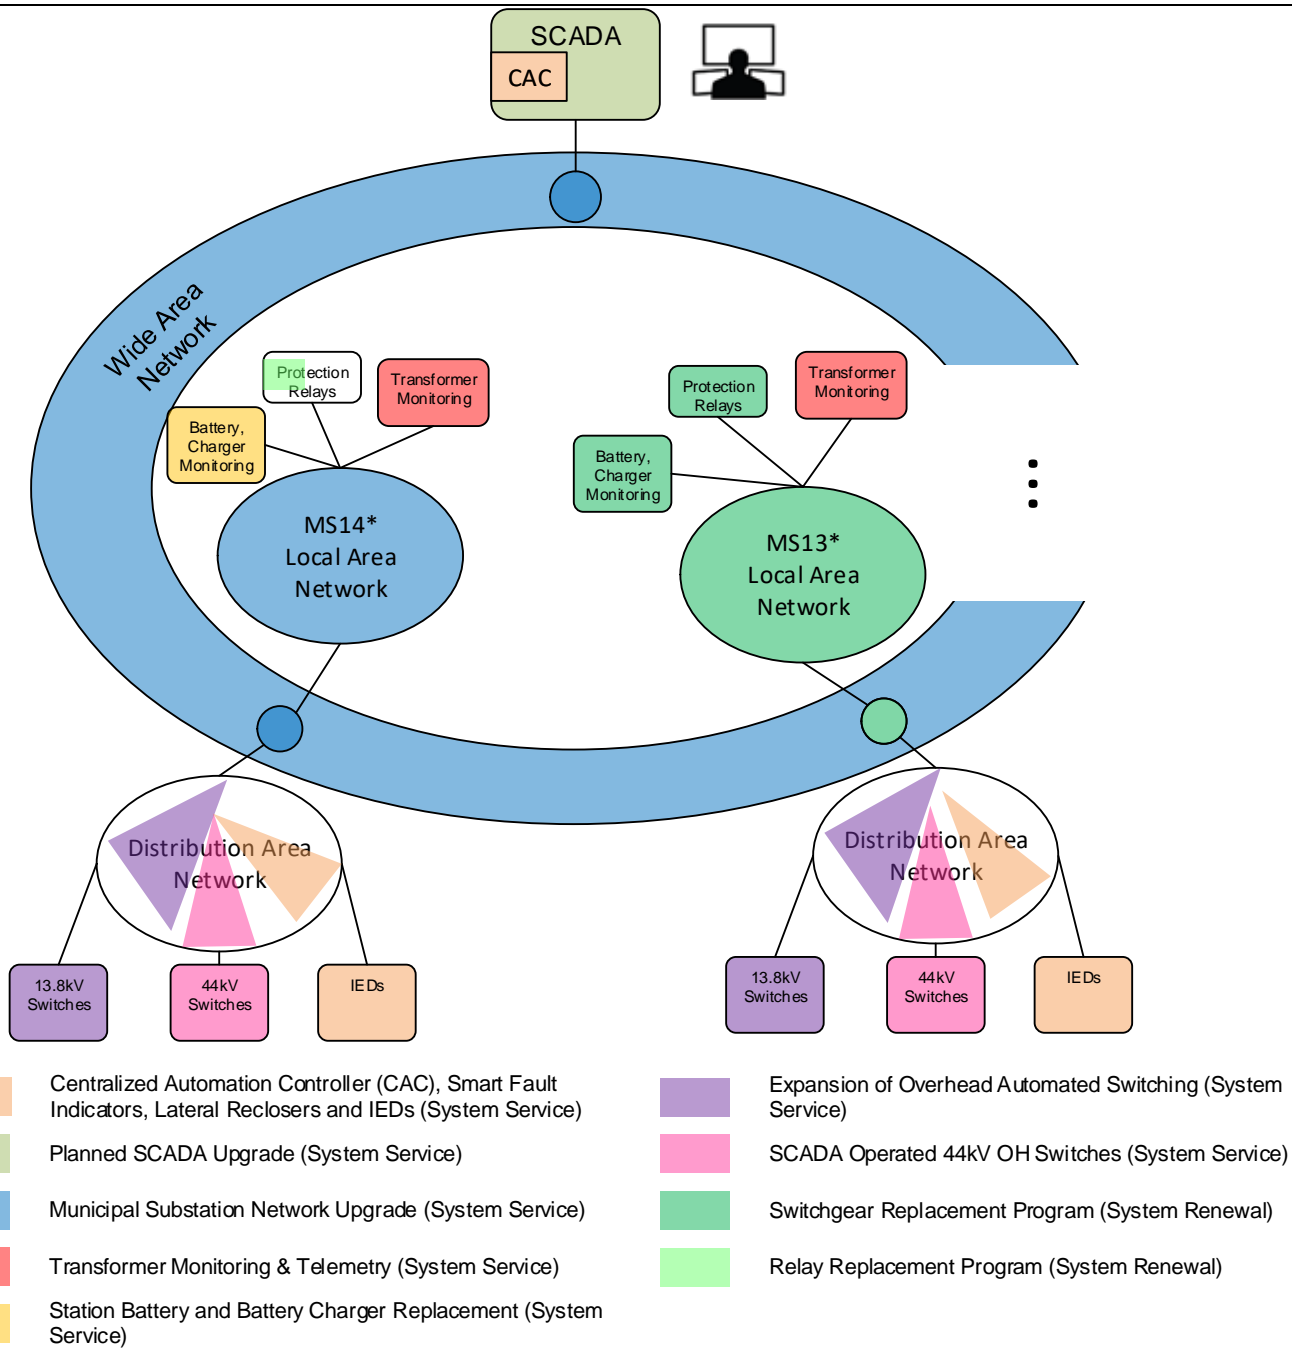 SCADA
CAC
Wide Area
Network
Protection
Relays
Transformer
Monitoring
Battery,
Charger
Monitoring
MS14*
Local Area
Network
Protection
Relays
Transformer
Monitoring
Battery,
Charger
Monitoring
MS13*
Local Area
Network
Distribution Area
Network
13.8kV
Switches
44kV
Switches
IEDs
Distribution Area
Network
13.8kV
Switches
44kV
Switches
IEDs
Centralized Automation Controller (CAC), Smart Fault
Indicators, Lateral Reclosers and IEDs (System Service)
Planned SCADA Upgrade (System Service)
Municipal Substation Network Upgrade (System Service)
Transformer Monitoring & Telemetry (System Service)
Station Battery and Battery Charger Replacement (System
Service)
Expansion of Overhead Automated Switching (System
Service)
SCADA Operated 44kV OH Switches (System Service)
Switchgear Replacement Program (System Renewal)
Relay Replacement Program (System Renewal)